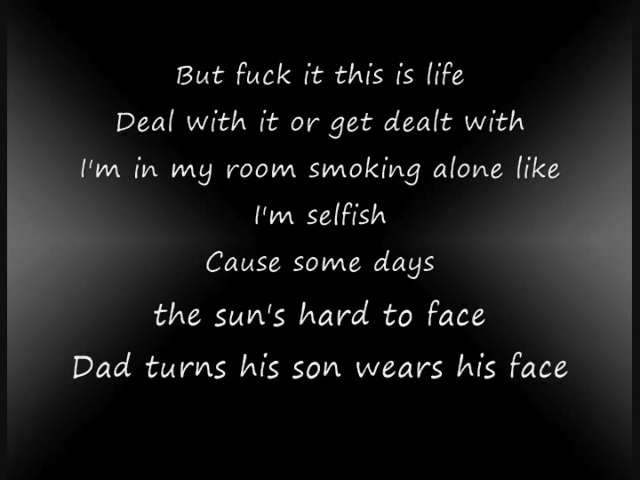 But fuck it this is life
Deal with it or get dealt with
I'm in my room smoking alone like
I'm selfish
Cause some days
the sun's hard to face
Dad turns his son wears his face